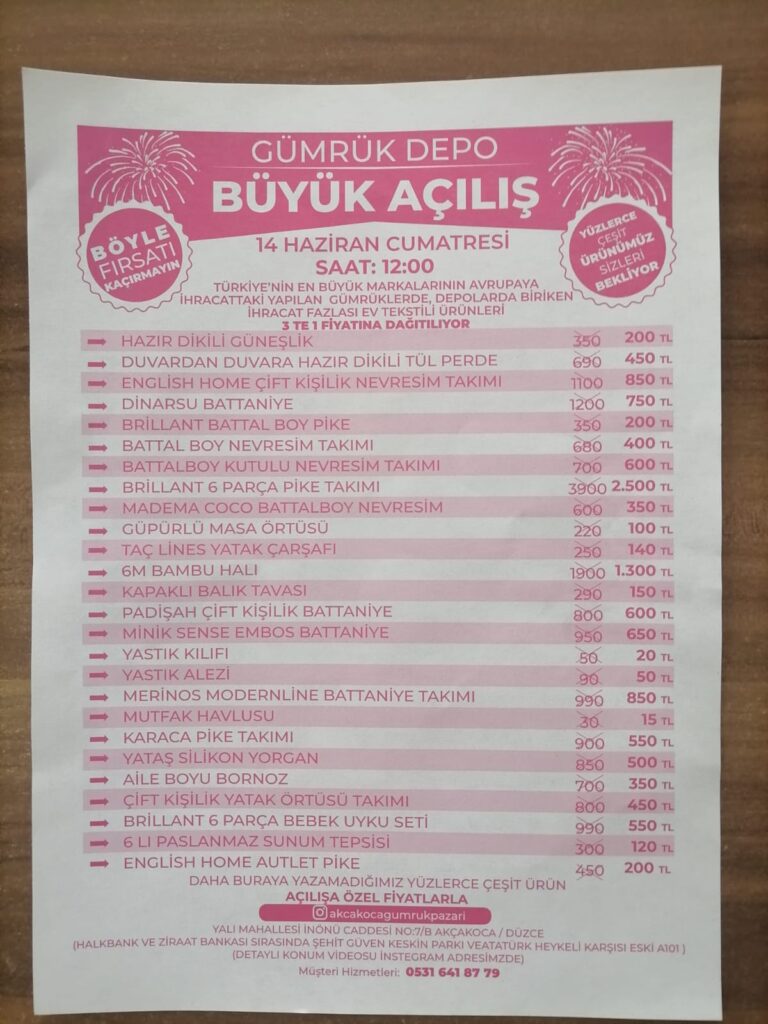 GÜMRÜK DEPO
BÜYÜK AÇILIŞ
BÖYLE
FIRSATI
KAÇIRMAYIN
YÜZLERCE
ÇEŞİT
ÜRÜNÜMÜZ
SİZLERİ
BEKLİYOR
14 HAZİRAN CUMATRESİ
SAAT: 12:00
TÜRKİYE'NİN EN BÜYÜK MARKALARININ AVRUPAYA
İHRACATTAKİ YAPILAN GÜMRÜKLERDE, DEPOLARDA BİRİKEN
İHRACAT FAZLASI EV TEKSTİLİ ÜRÜNLERİ
3 TE 1 FİYATINA DAĞITILIYOR
HAZIR DİKİLİ GÜNEŞLİK 350 200 TL
DUVARDAN DUVARA HAZIR DİKİLİ TÜL PERDE 690 450 TL
ENGLISH HOME ÇİFT KİŞİLİK NEVRESİM TAKIMI 1100 850 TL
DİNARSU BATTANİYE 1200 750 TL
BRİLLANT BATTAL BOY PİKE 350 200 TL
BATTAL BOY NEVRESİM TAKIMI 680 400 TL
BATTALBOY KUTULU NEVRESİM TAKIMI 700 600 TL
BRİLLANT 6 PARÇA PİKE TAKIMI 3900 2.500 TL
MADEMA COCO BATTALBOY NEVRESİM 600 350 TL
GÜPÜRLÜ MASA ÖRTÜSÜ 220 100 TL
TAÇ LİNES YATAK ÇARŞAFI 250 140 TL
6M BAMBU HALI 1900 1.300 TL
KAPAKLI BALIK TAVASI 290 150 TL
PADİŞAH ÇİFT KİŞİLİK BATTANİYE 800 600 TL
MİNİK SENSE EMBOS BATTANİYE 950 650 TL
YASTIK KILIFI 50 20 TL
YASTIK ALEZİ 90 50 TL
MERİNOS MODERNLİNE BATTANİYE TAKIMI 990 850 TL
MUTFAK HAVLUSU 30 15 TL
KARACA PİKE TAKIMI 900 550 TL
YATAŞ SİLİKON YORGAN 850 500 TL
AİLE BOYU BORNOZ 700 350 TL
ÇİFT KİŞİLİK YATAK ÖRTÜSÜ TAKIMI 800 450 TL
BRİLLANT 6 PARÇA BEBEK UYKU SETİ 990 550 TL
6 LI PASLANMAZ SUNUM TEPSİSİ 300 120 TL
ENGLISH HOME AUTLET PİKE 450 200 TL
DAHA BURAYA YAZAMADIĞIMIZ YÜZLERCE ÇEŞİT ÜRÜN
AÇILIŞA ÖZEL FİYATLARLA
akcakocagumrukpazari
YALI MAHALLESİ İNÖNÜ CADDESİ NO:7/B AKÇAKOCA / DÜZCE
(HALKBANK VE ZİRAAT BANKASI SIRASINDA ŞEHİT GÜVEN KESKİN PARKI VEATATÜRK HEYKELİ KARŞISI ESKİ A101 )
(DETAYLI KONUM VİDEOSU İNSTEGRAM ADRESİMZDE)
Müşteri Hizmetleri: 0531 641 87 79